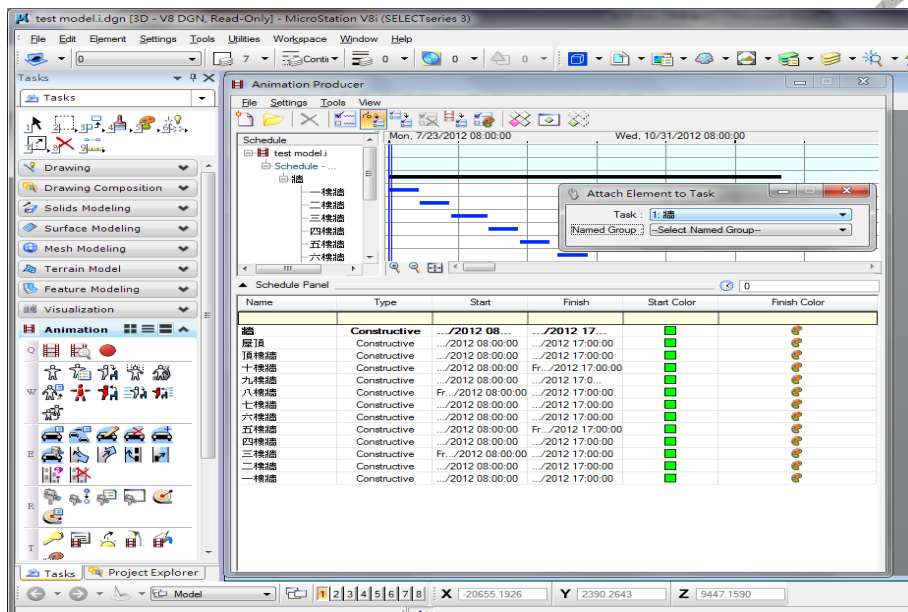 test model.i.dgn [3D - V8 DGN, Read-Only] - MicroStation V8i (SELECTseries 3)
File Edit Element Settings Tools Utilities Workspace Window Help
0 7 Conti 0 0 0
Tasks
Tasks
Drawing
Drawing Composition
Solids Modeling
Surface Modeling
Mesh Modeling
Terrain Model
Feature Modeling
Visualization
Animation
Q
W
E
R
T
Tasks Project Explorer
Animation Producer
File Settings Tools View
Schedule Mon, 7/23/2012 08:00:00 Wed, 10/31/2012 08:00:00
test model.i
Schedule - ...
牆
一樓牆
二樓牆
三樓牆
四樓牆
五樓牆
六樓牆
Attach Element to Task
Task : 1: 牆
Named Group : --Select Named Group--
Schedule Panel 0
Name Type Start Finish Start Color Finish Color
牆 Constructive .../2012 08... .../2012 17...
屋頂 Constructive .../2012 08:00:00 .../2012 17:00:00
頂樓牆 Constructive .../2012 08:00:00 .../2012 17:00:00
十樓牆 Constructive .../2012 08:00:00 Fr.../2012 17:00:00
九樓牆 Constructive .../2012 08:00:00 .../2012 17:0...
八樓牆 Constructive Fr.../2012 08:00:00 .../2012 17:00:00
七樓牆 Constructive .../2012 08:00:00 .../2012 17:00:00
六樓牆 Constructive .../2012 08:00:00 .../2012 17:00:00
五樓牆 Constructive .../2012 08:00:00 Fr.../2012 17:00:00
四樓牆 Constructive .../2012 08:00:00 .../2012 17:00:00
三樓牆 Constructive Fr.../2012 08:00:00 .../2012 17:00:00
二樓牆 Constructive .../2012 08:00:00 .../2012 17:00:00
一樓牆 Constructive .../2012 08:00:00 .../2012 17:00:00
Model 1 2 3 4 5 6 7 8 X -20655.1926 Y 2390.2643 Z 9447.1590